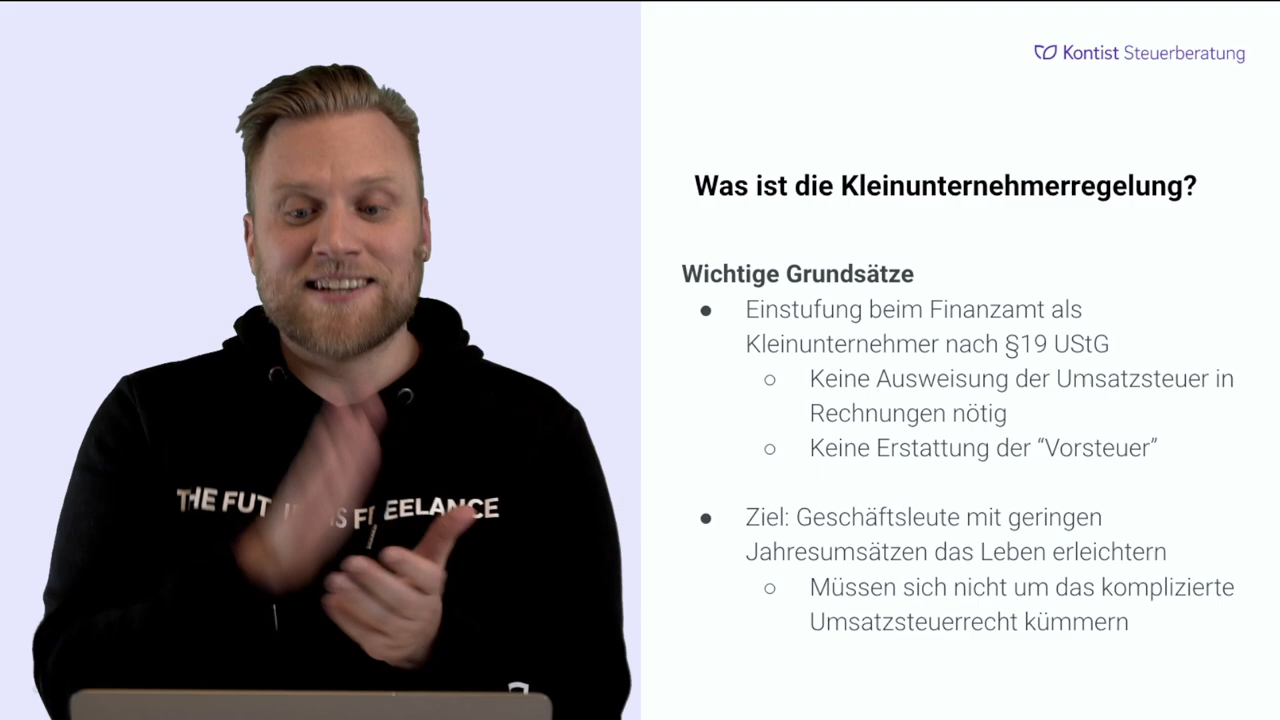 Kontist Steuerberatung
Was ist die Kleinunternehmerregelung?
Wichtige Grundsätze
● Einstufung beim Finanzamt als
Kleinunternehmer nach §19 UStG
○ Keine Ausweisung der Umsatzsteuer in
Rechnungen nötig
○ Keine Erstattung der “Vorsteuer”
● Ziel: Geschäftsleute mit geringen
Jahresumsätzen das Leben erleichtern
○ Müssen sich nicht um das komplizierte
Umsatzsteuerrecht kümmern
THE FUT IS F EELANCE